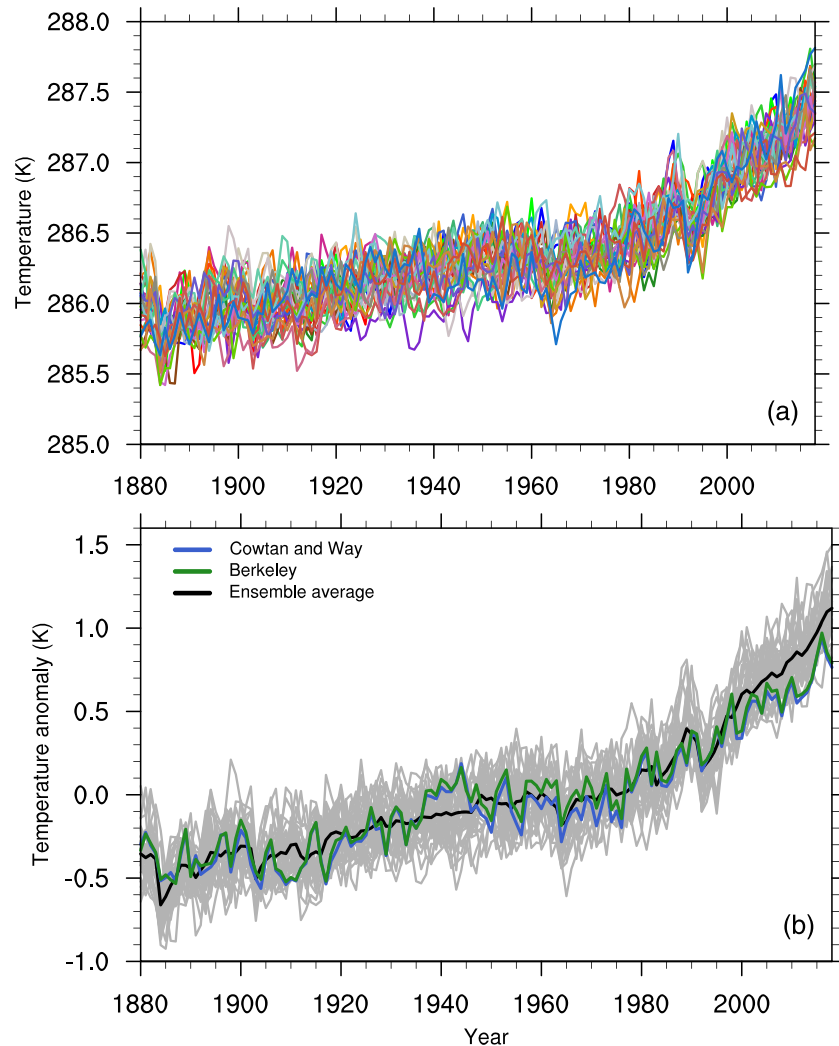 Temperature (K)
288.0
287.5
287.0
286.5
286.0
285.5
285.0
(a)
1880 1900 1920 1940 1960 1980 2000
Temperature anomaly (K)
1.5
1.0
0.5
0.0
-0.5
-1.0
Cowtan and Way
Berkeley
Ensemble average
(b)
1880 1900 1920 1940 1960 1980 2000
Year